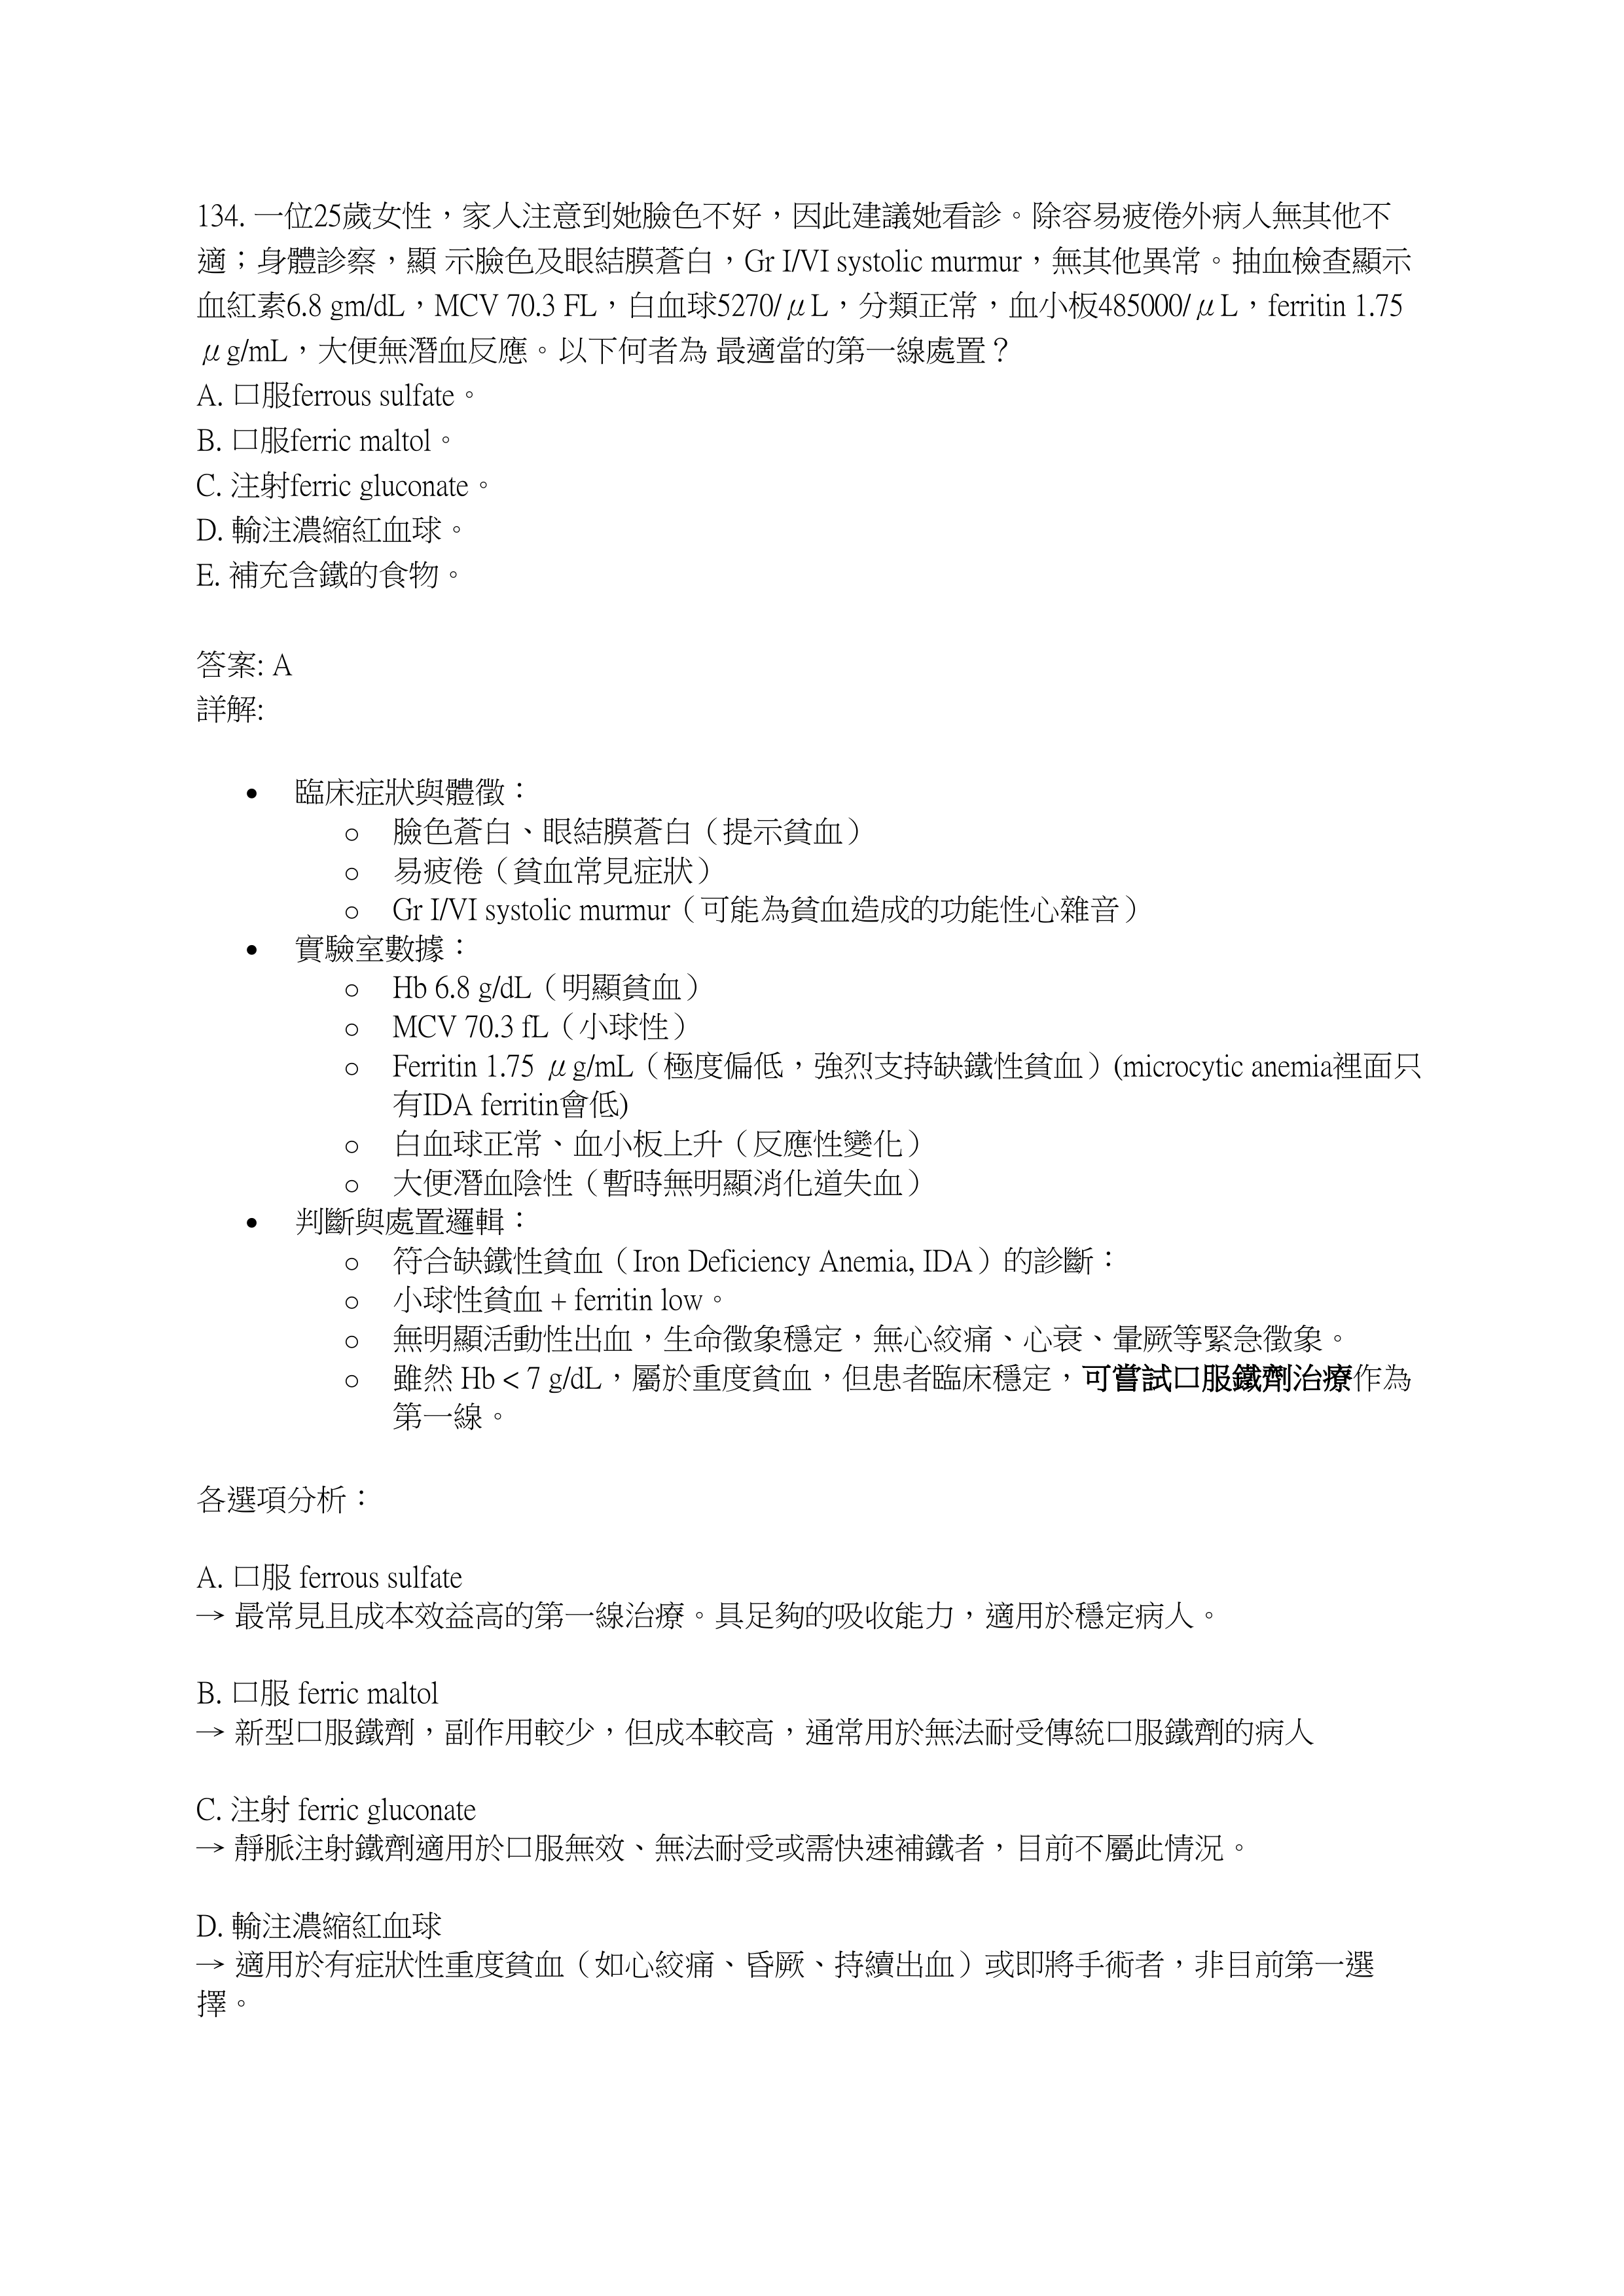 134. 一位25歲女性，家人注意到她臉色不好，因此建議她看診。除容易疲倦外病人無其他不
適；身體診察，顯 示臉色及眼結膜蒼白，Gr I/VI systolic murmur，無其他異常。抽血檢查顯示
血紅素6.8 gm/dL，MCV 70.3 FL，白血球5270/μL，分類正常，血小板485000/μL，ferritin 1.75
μg/mL，大便無潛血反應。以下何者為 最適當的第一線處置？
A. 口服ferrous sulfate。
B. 口服ferric maltol。
C. 注射ferric gluconate。
D. 輸注濃縮紅血球。
E. 補充含鐵的食物。
答案: A
詳解:
• 臨床症狀與體徵：
○ 臉色蒼白、眼結膜蒼白（提示貧血）
○ 易疲倦（貧血常見症狀）
○ Gr I/VI systolic murmur（可能為貧血造成的功能性心雜音）
• 實驗室數據：
○ Hb 6.8 g/dL（明顯貧血）
○ MCV 70.3 fL（小球性）
○ Ferritin 1.75 μg/mL（極度偏低，強烈支持缺鐵性貧血）(microcytic anemia裡面只
有IDA ferritin會低)
○ 白血球正常、血小板上升（反應性變化）
○ 大便潛血陰性（暫時無明顯消化道失血）
• 判斷與處置邏輯：
○ 符合缺鐵性貧血（Iron Deficiency Anemia, IDA）的診斷：
○ 小球性貧血 + ferritin low。
○ 無明顯活動性出血，生命徵象穩定，無心絞痛、心衰、暈厥等緊急徵象。
○ 雖然 Hb < 7 g/dL，屬於重度貧血，但患者臨床穩定，可嘗試口服鐵劑治療作為
第一線。
各選項分析：
A. 口服 ferrous sulfate
→ 最常見且成本效益高的第一線治療。具足夠的吸收能力，適用於穩定病人。
B. 口服 ferric maltol
→ 新型口服鐵劑，副作用較少，但成本較高，通常用於無法耐受傳統口服鐵劑的病人
C. 注射 ferric gluconate
→ 靜脈注射鐵劑適用於口服無效、無法耐受或需快速補鐵者，目前不屬此情況。
D. 輸注濃縮紅血球
→ 適用於有症狀性重度貧血（如心絞痛、昏厥、持續出血）或即將手術者，非目前第一選
擇。